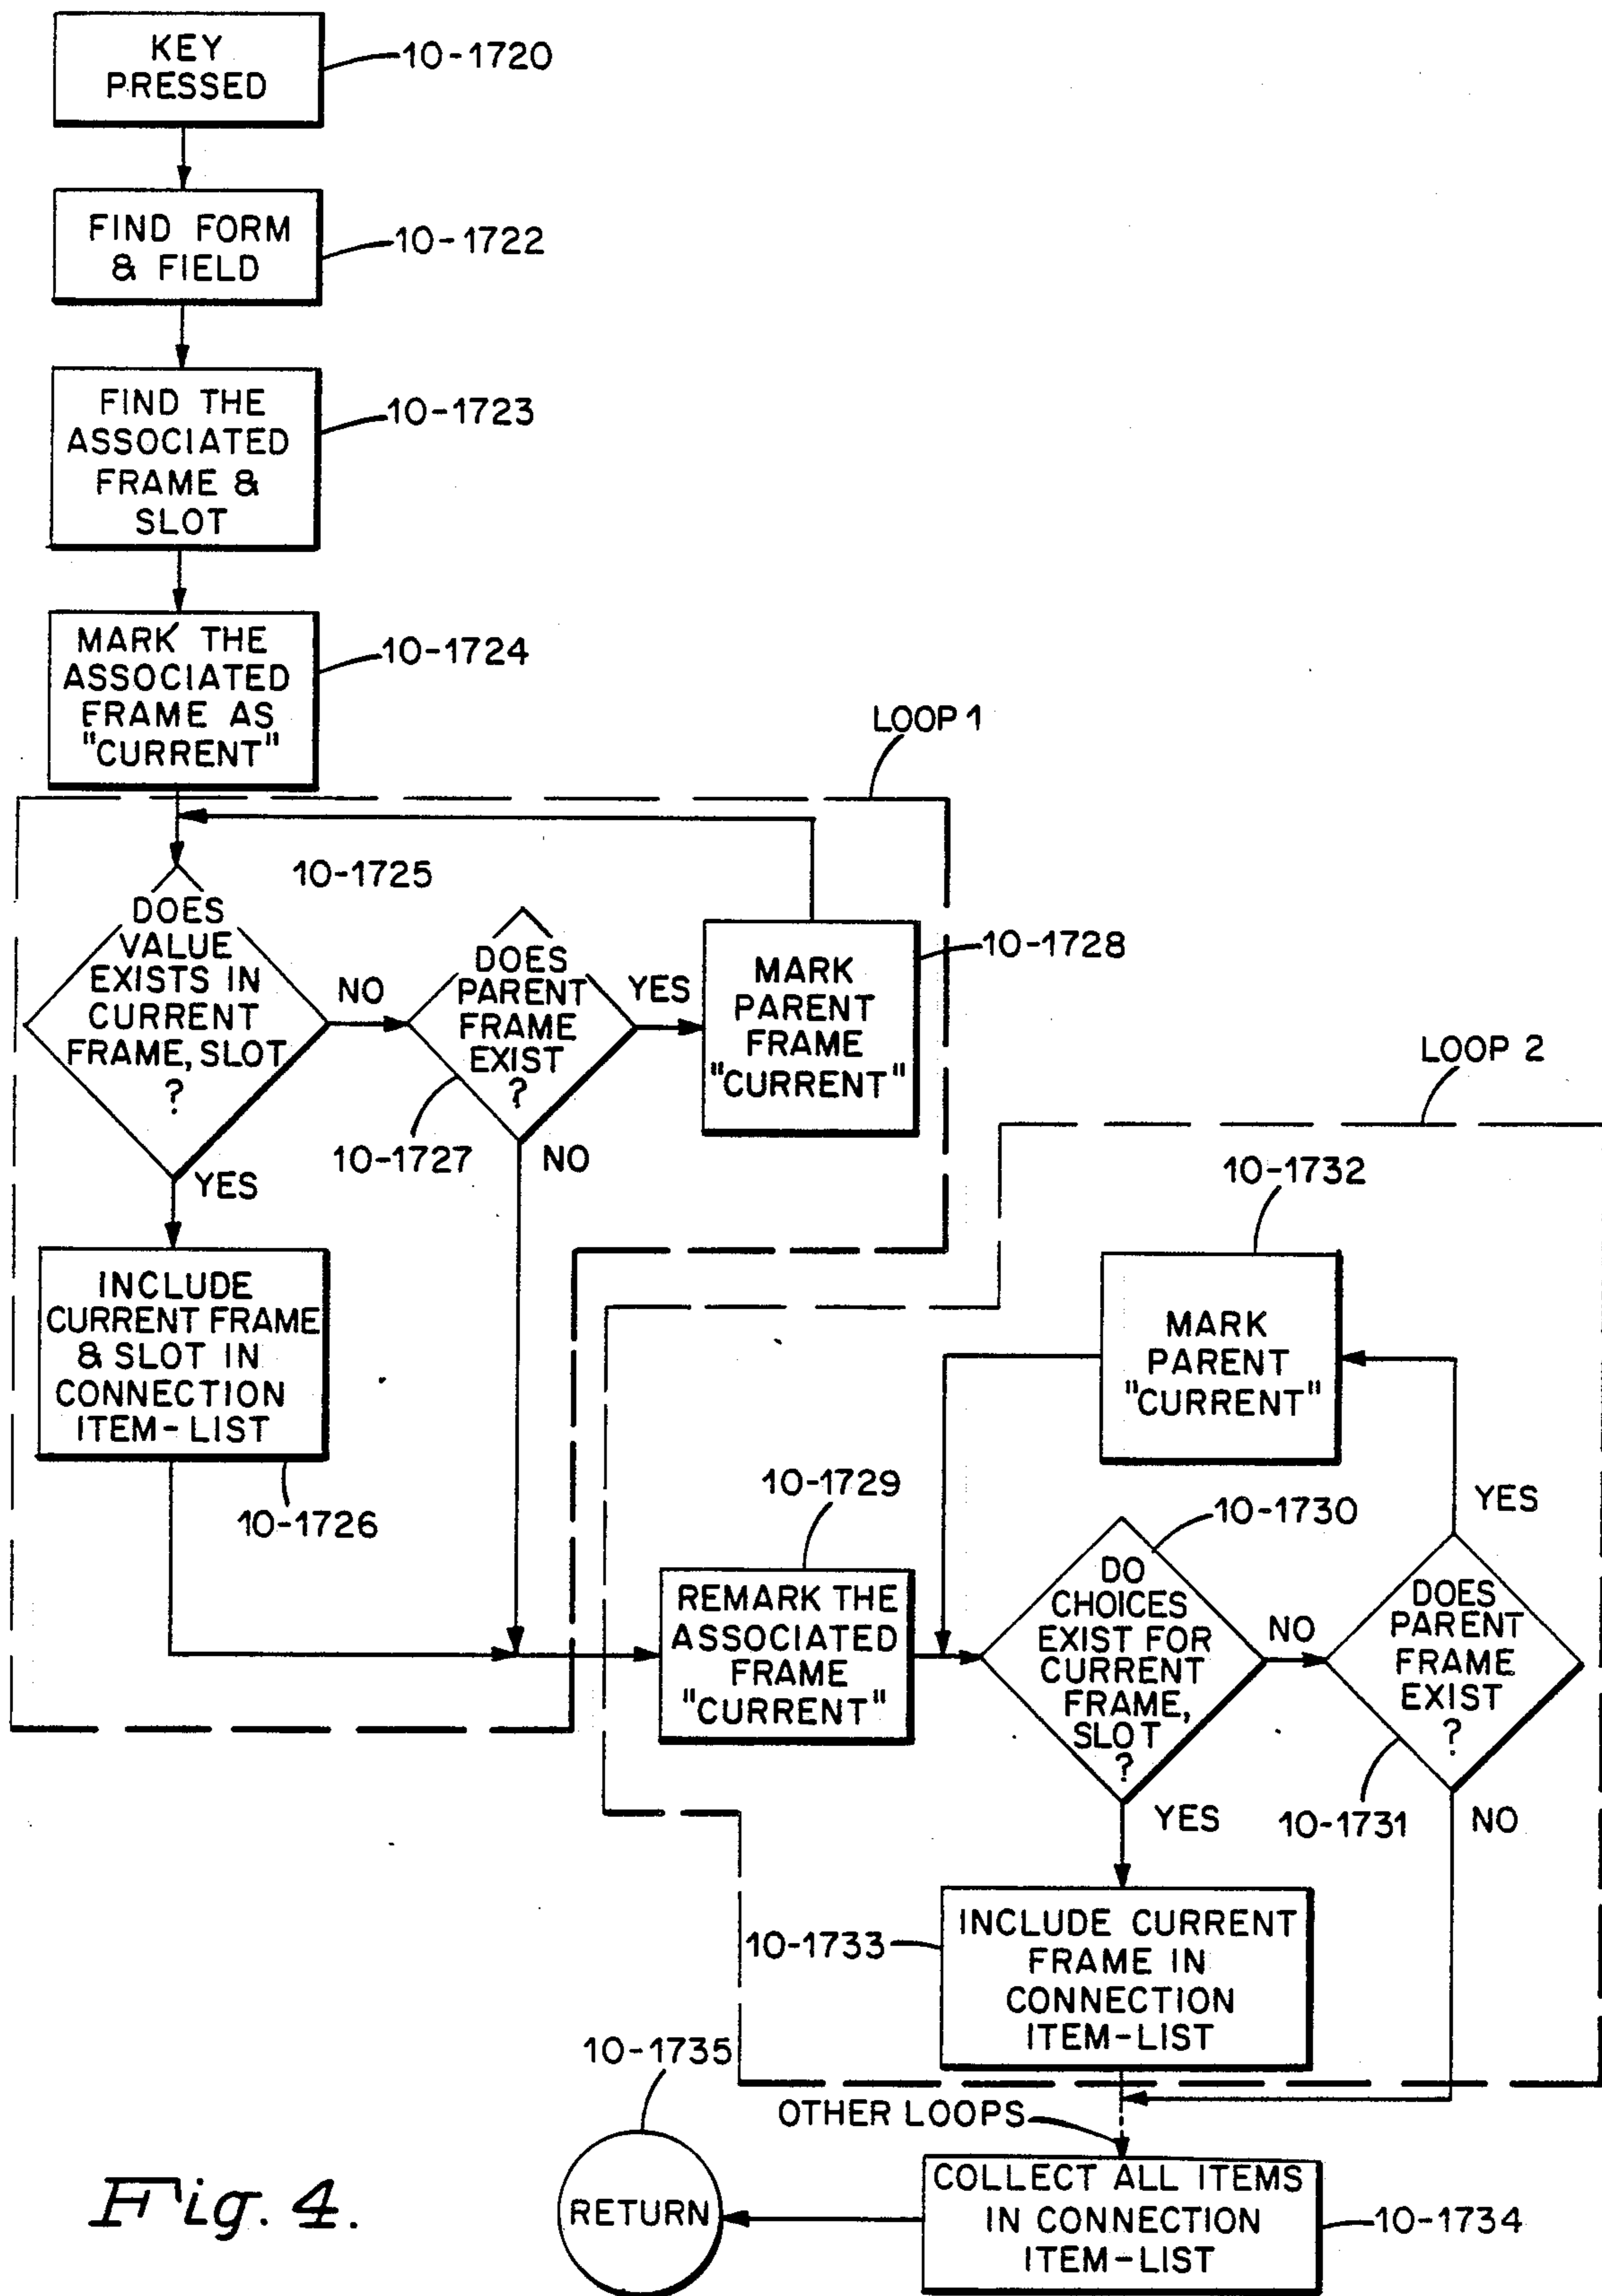 KEY
PRESSED
10-1720
FIND FORM
& FIELD
10-1722
FIND THE
ASSOCIATED
FRAME &
SLOT
10-1723
MARK THE
ASSOCIATED
FRAME AS
"CURRENT"
10-1724
LOOP 1
10-1725
DOES
VALUE
EXISTS IN
CURRENT
FRAME, SLOT
?
NO
DOES
PARENT
FRAME
EXIST
?
YES
10-1727
NO
MARK
PARENT
FRAME
"CURRENT"
10-1728
YES
INCLUDE
CURRENT FRAME
& SLOT IN
CONNECTION
ITEM-LIST
10-1726
LOOP 2
10-1732
MARK
PARENT
"CURRENT"
10-1729
REMARK THE
ASSOCIATED
FRAME
"CURRENT"
10-1730
DO
CHOICES
EXIST FOR
CURRENT
FRAME,
SLOT
?
NO
YES
DOES
PARENT
FRAME
EXIST
?
10-1731
NO
YES
10-1733
INCLUDE CURRENT
FRAME IN
CONNECTION
ITEM-LIST
OTHER LOOPS
COLLECT ALL ITEMS
IN CONNECTION
ITEM-LIST
10-1734
10-1735
RETURN
Fig. 4.